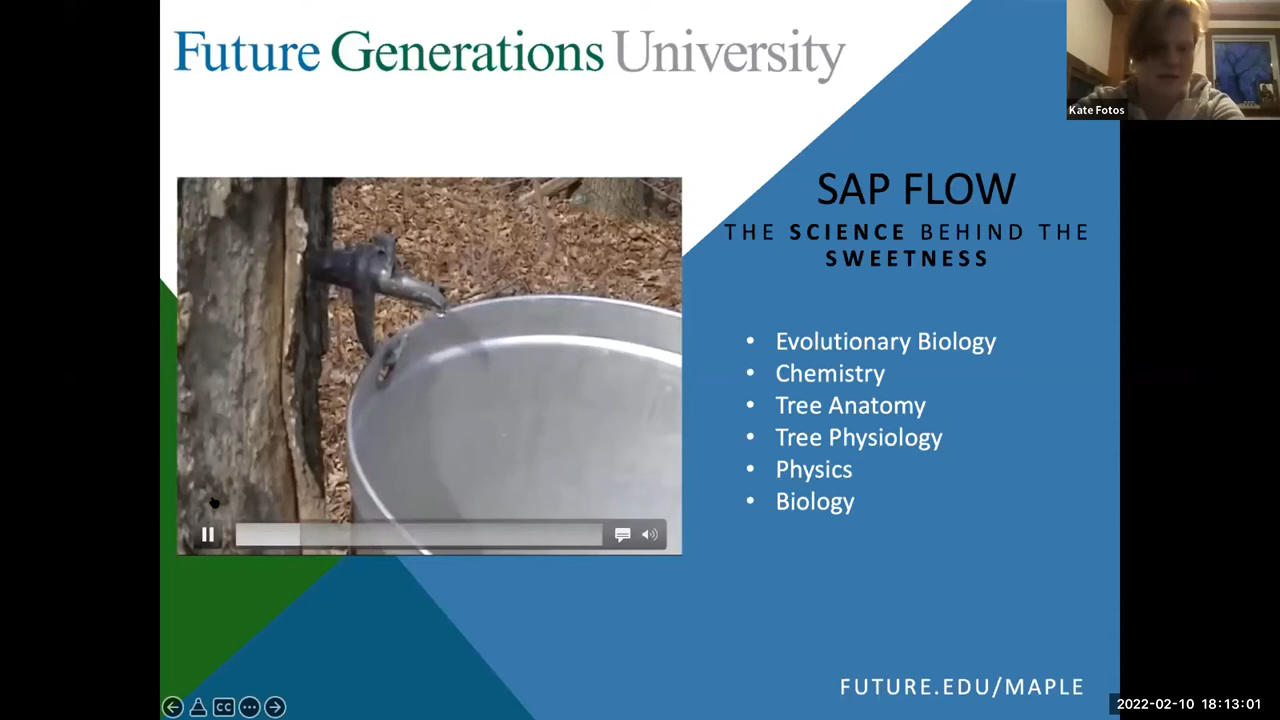 Future Generations University
Kate Fotos
SAP FLOW
THE SCIENCE BEHIND THE
SWEETNESS
• Evolutionary Biology
• Chemistry
• Tree Anatomy
• Tree Physiology
• Physics
• Biology
FUTURE.EDU/MAPLE
CC
2022-02-10 18:13:01